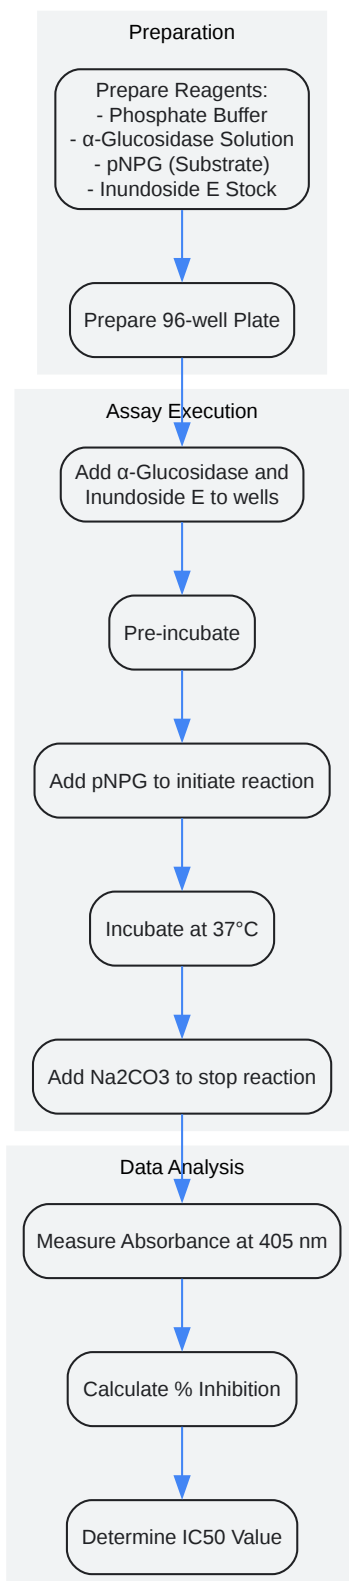 Preparation
Prepare Reagents:
- Phosphate Buffer
- α-Glucosidase Solution
- pNPG (Substrate)
- Inundoside E Stock
Prepare 96-well Plate
Assay Execution
Add α-Glucosidase and
Inundoside E to wells
Pre-incubate
Add pNPG to initiate reaction
Incubate at 37°C
Add Na2CO3 to stop reaction
Data Analysis
Measure Absorbance at 405 nm
Calculate % Inhibition
Determine IC50 Value